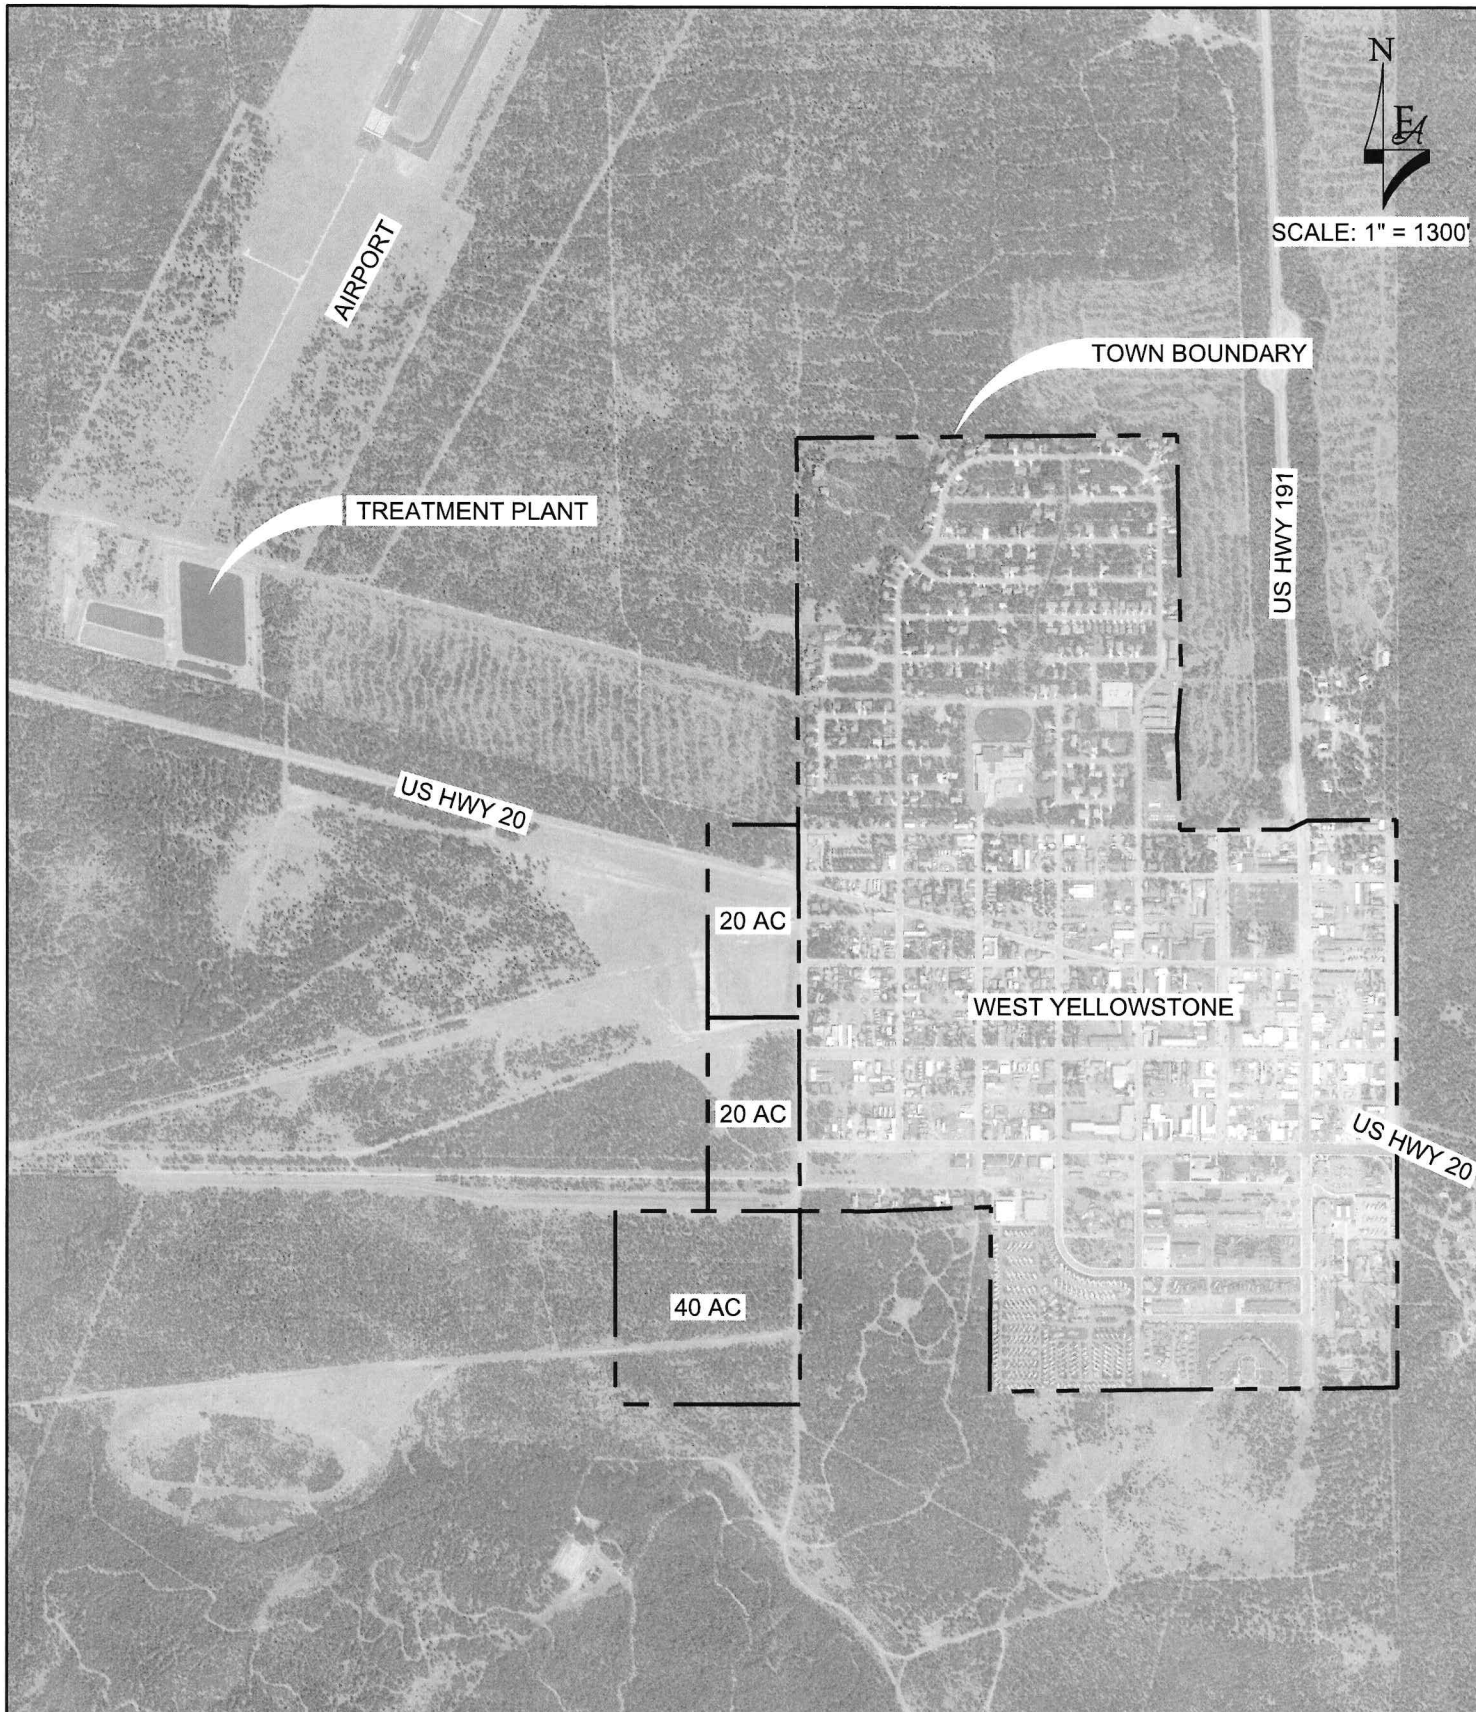 N
EA
SCALE: 1" = 1300'
AIRPORT
TOWN BOUNDARY
TREATMENT PLANT
US HWY 191
US HWY 20
20 AC
WEST YELLOWSTONE
20 AC
US HWY 20
40 AC